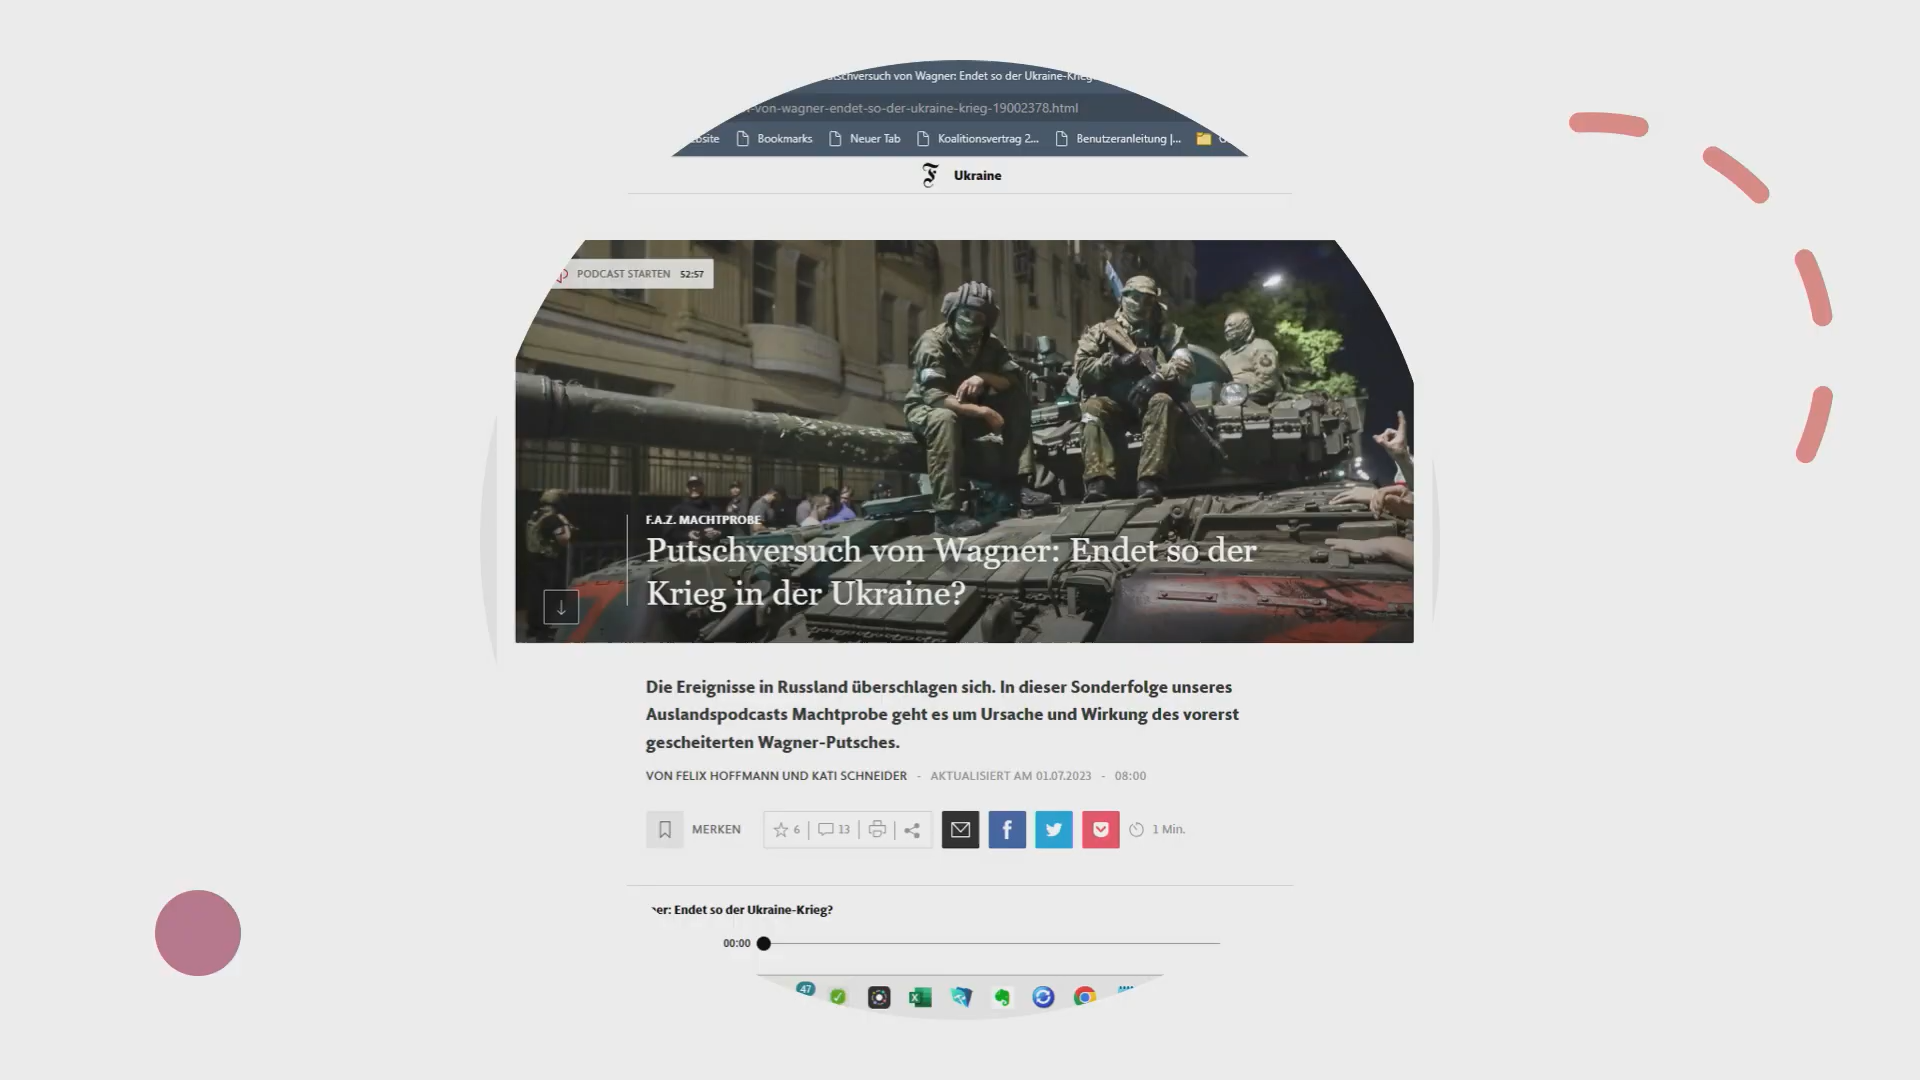 von Wagner: Endet so der Ukraine-Krieg
-von-wagner-endet-so-der-ukraine-krieg-19002378.html
Bookmarks
Neuer Tab
Koalitionsvertrag 2...
Benutzeranleitung |...
F Ukraine
PODCAST STARTEN 52:57
F.A.Z. MACHTPROBE
Putschversuch von Wagner: Endet so der
Krieg in der Ukraine?
Die Ereignisse in Russland überschlagen sich. In dieser Sonderfolge unseres
Auslandspodcasts Machtprobe geht es um Ursache und Wirkung des vorerst
gescheiterten Wagner-Putsches.
VON FELIX HOFFMANN UND KATI SCHNEIDER - AKTUALISIERT AM 01.07.2023 - 08:00
MERKEN 6 13 1 Min.
er: Endet so der Ukraine-Krieg?
00:00
47